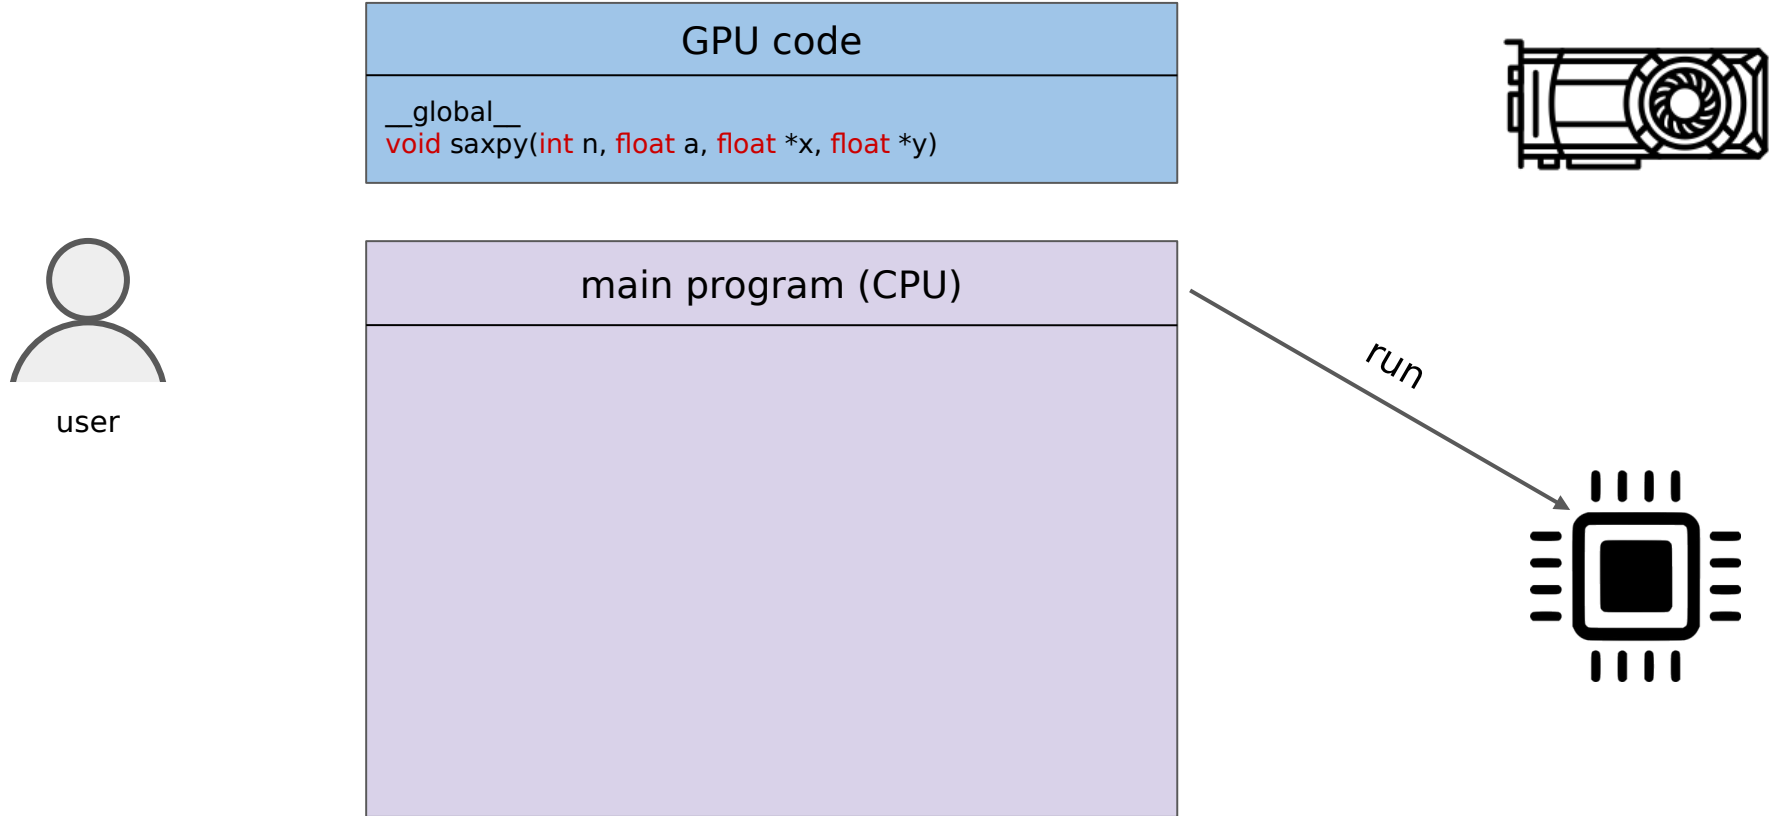 GPU code
__global__
void saxpy(int n, float a, float *x, float *y)
main program (CPU)
run
user